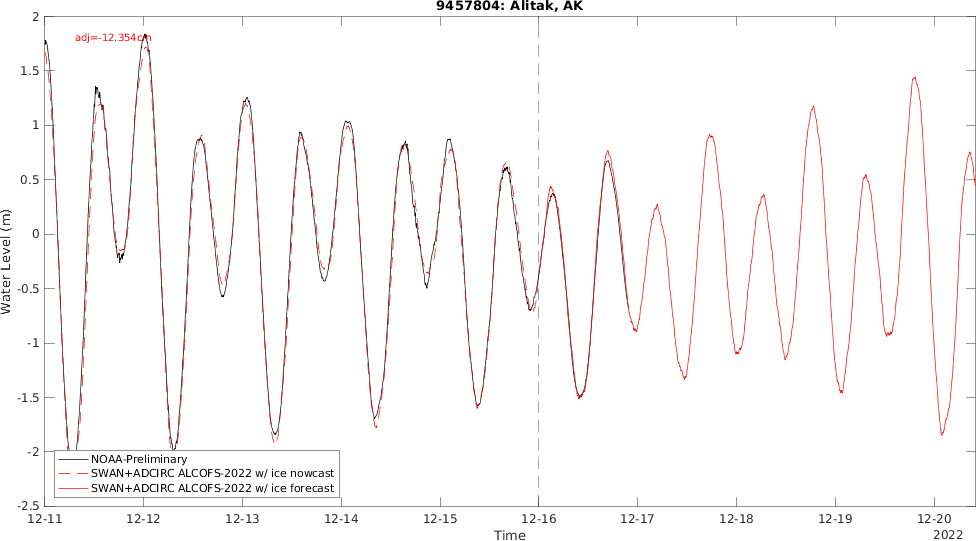 9457804: Alitak, AK
adj=-12.354cm
2
1.5
1
0.5
0
-0.5
-1
-1.5
-2
-2.5
Water Level (m)
NOAA-Preliminary
SWAN+ADCIRC ALCOFS-2022 w/ ice nowcast
SWAN+ADCIRC ALCOFS-2022 w/ ice forecast
12-11 12-12 12-13 12-14 12-15 12-16 12-17 12-18 12-19 12-20
Time
2022